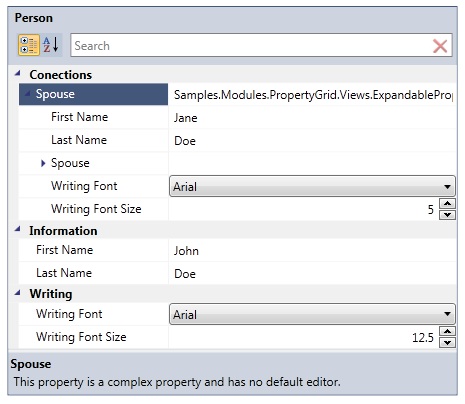 Person
A Z Search
Conections
Spouse Samples.Modules.PropertyGrid.Views.ExpandablePro
First Name Jane
Last Name Doe
Spouse
Writing Font Arial
Writing Font Size 5
Information
First Name John
Last Name Doe
Writing
Writing Font Arial
Writing Font Size 12.5
Spouse
This property is a complex property and has no default editor.